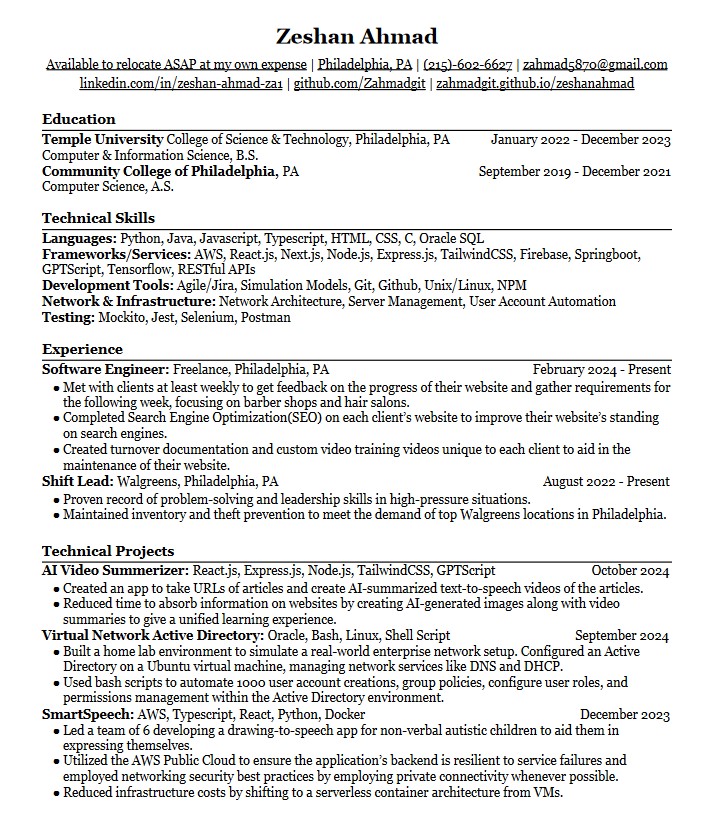 Zeshan Ahmad
Available to relocate ASAP at my own expense | Philadelphia, PA | (215)-602-6627 | zahmad5870@gmail.com
linkedin.com/in/zeshan-ahmad-za1 | github.com/Zahmadgit | zahmadgit.github.io/zeshanahmad
Education
Temple University College of Science & Technology, Philadelphia, PA January 2022 - December 2023
Computer & Information Science, B.S.
Community College of Philadelphia, PA September 2019 - December 2021
Computer Science, A.S.
Technical Skills
Languages: Python, Java, Javascript, Typescript, HTML, CSS, C, Oracle SQL
Frameworks/Services: AWS, React.js, Next.js, Node.js, Express.js, TailwindCSS, Firebase, Springboot,
GPTScript, Tensorflow, RESTful APIs
Development Tools: Agile/Jira, Simulation Models, Git, Github, Unix/Linux, NPM
Network & Infrastructure: Network Architecture, Server Management, User Account Automation
Testing: Mockito, Jest, Selenium, Postman
Experience
Software Engineer: Freelance, Philadelphia, PA February 2024 - Present
● Met with clients at least weekly to get feedback on the progress of their website and gather requirements for
the following week, focusing on barber shops and hair salons.
● Completed Search Engine Optimization(SEO) on each client's website to improve their website's standing
on search engines.
● Created turnover documentation and custom video training videos unique to each client to aid in the
maintenance of their website.
Shift Lead: Walgreens, Philadelphia, PA August 2022 - Present
● Proven record of problem-solving and leadership skills in high-pressure situations.
● Maintained inventory and theft prevention to meet the demand of top Walgreens locations in Philadelphia.
Technical Projects
AI Video Summerizer: React.js, Express.js, Node.js, TailwindCSS, GPTScript October 2024
● Created an app to take URLs of articles and create AI-summarized text-to-speech videos of the articles.
● Reduced time to absorb information on websites by creating AI-generated images along with video
summaries to give a unified learning experience.
Virtual Network Active Directory: Oracle, Bash, Linux, Shell Script September 2024
● Built a home lab environment to simulate a real-world enterprise network setup. Configured an Active
Directory on a Ubuntu virtual machine, managing network services like DNS and DHCP.
● Used bash scripts to automate 1000 user account creations, group policies, configure user roles, and
permissions management within the Active Directory environment.
SmartSpeech: AWS, Typescript, React, Python, Docker December 2023
● Led a team of 6 developing a drawing-to-speech app for non-verbal autistic children to aid them in
expressing themselves.
● Utilized the AWS Public Cloud to ensure the application's backend is resilient to service failures and
employed networking security best practices by employing private connectivity whenever possible.
● Reduced infrastructure costs by shifting to a serverless container architecture from VMs.